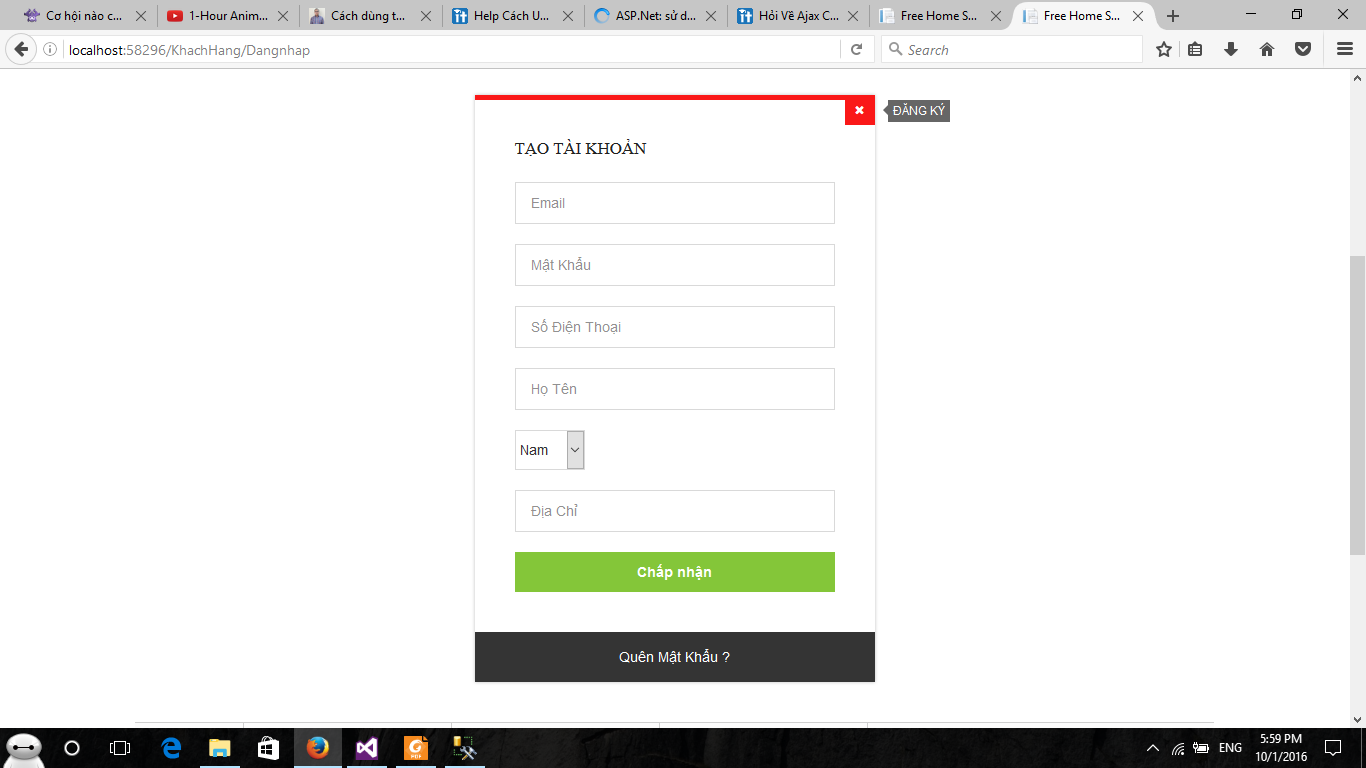 Cơ hội nào c...
1-Hour Anim...
Cách dùng t...
Help Cách U...
ASP.Net: sử d...
Hỏi Về Ajax C...
Free Home S...
Free Home S...
localhost:58296/KhachHang/Dangnhap
Search
ĐĂNG KÝ
TẠO TÀI KHOẢN
Email
Mật Khẩu
Số Điện Thoại
Họ Tên
Nam
Địa Chỉ
Chấp nhận
Quên Mật Khẩu ?
ENG
5:59 PM
10/1/2016